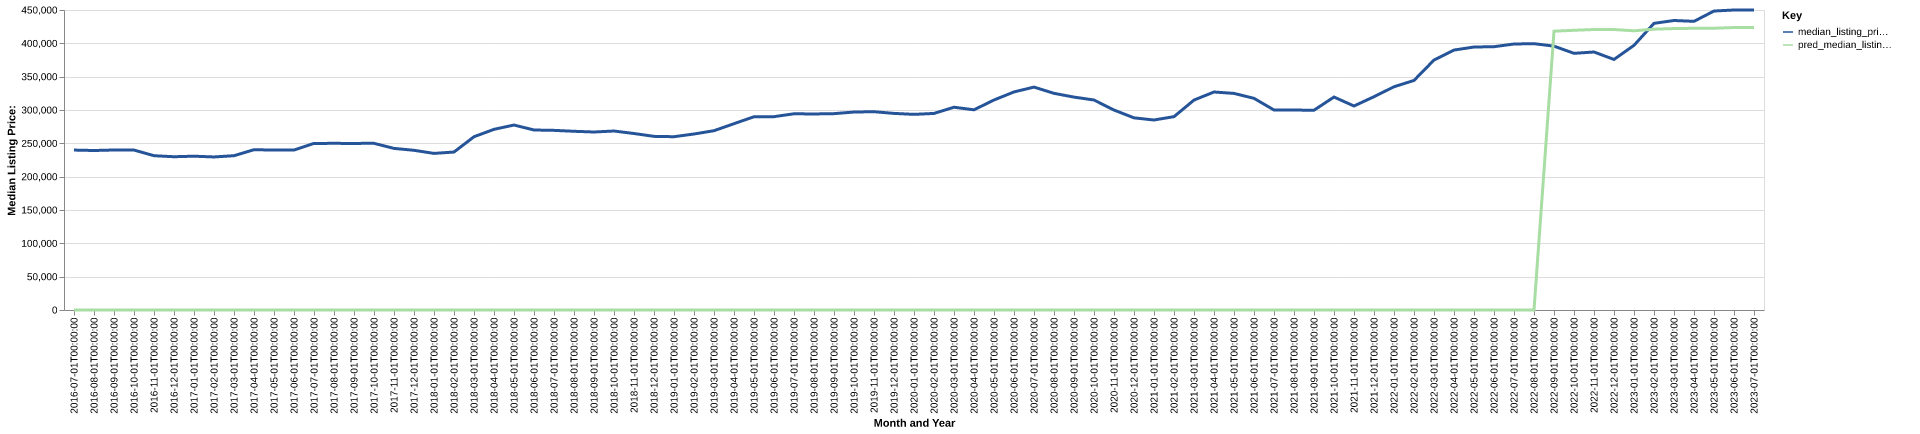 450,000
400,000
350,000
300,000
250,000
200,000
150,000
100,000
50,000
0
Median Listing Price:
2016-07-01T00:00:00
2016-08-01T00:00:00
2016-09-01T00:00:00
2016-10-01T00:00:00
2016-11-01T00:00:00
2016-12-01T00:00:00
2017-01-01T00:00:00
2017-02-01T00:00:00
2017-03-01T00:00:00
2017-04-01T00:00:00
2017-05-01T00:00:00
2017-06-01T00:00:00
2017-07-01T00:00:00
2017-08-01T00:00:00
2017-09-01T00:00:00
2017-10-01T00:00:00
2017-11-01T00:00:00
2017-12-01T00:00:00
2018-01-01T00:00:00
2018-02-01T00:00:00
2018-03-01T00:00:00
2018-04-01T00:00:00
2018-05-01T00:00:00
2018-06-01T00:00:00
2018-07-01T00:00:00
2018-08-01T00:00:00
2018-09-01T00:00:00
2018-10-01T00:00:00
2018-11-01T00:00:00
2018-12-01T00:00:00
2019-01-01T00:00:00
2019-02-01T00:00:00
2019-03-01T00:00:00
2019-04-01T00:00:00
2019-05-01T00:00:00
2019-06-01T00:00:00
2019-07-01T00:00:00
2019-08-01T00:00:00
2019-09-01T00:00:00
2019-10-01T00:00:00
2019-11-01T00:00:00
2019-12-01T00:00:00
2020-01-01T00:00:00
2020-02-01T00:00:00
2020-03-01T00:00:00
2020-04-01T00:00:00
2020-05-01T00:00:00
2020-06-01T00:00:00
2020-07-01T00:00:00
2020-08-01T00:00:00
2020-09-01T00:00:00
2020-10-01T00:00:00
2020-11-01T00:00:00
2020-12-01T00:00:00
2021-01-01T00:00:00
2021-02-01T00:00:00
2021-03-01T00:00:00
2021-04-01T00:00:00
2021-05-01T00:00:00
2021-06-01T00:00:00
2021-07-01T00:00:00
2021-08-01T00:00:00
2021-09-01T00:00:00
2021-10-01T00:00:00
2021-11-01T00:00:00
2021-12-01T00:00:00
2022-01-01T00:00:00
2022-02-01T00:00:00
2022-03-01T00:00:00
2022-04-01T00:00:00
2022-05-01T00:00:00
2022-06-01T00:00:00
2022-07-01T00:00:00
2022-08-01T00:00:00
2022-09-01T00:00:00
2022-10-01T00:00:00
2022-11-01T00:00:00
2022-12-01T00:00:00
2023-01-01T00:00:00
2023-02-01T00:00:00
2023-03-01T00:00:00
2023-04-01T00:00:00
2023-05-01T00:00:00
2023-06-01T00:00:00
2023-07-01T00:00:00
Month and Year
Key
median_listing_pri…
pred_median_listin…